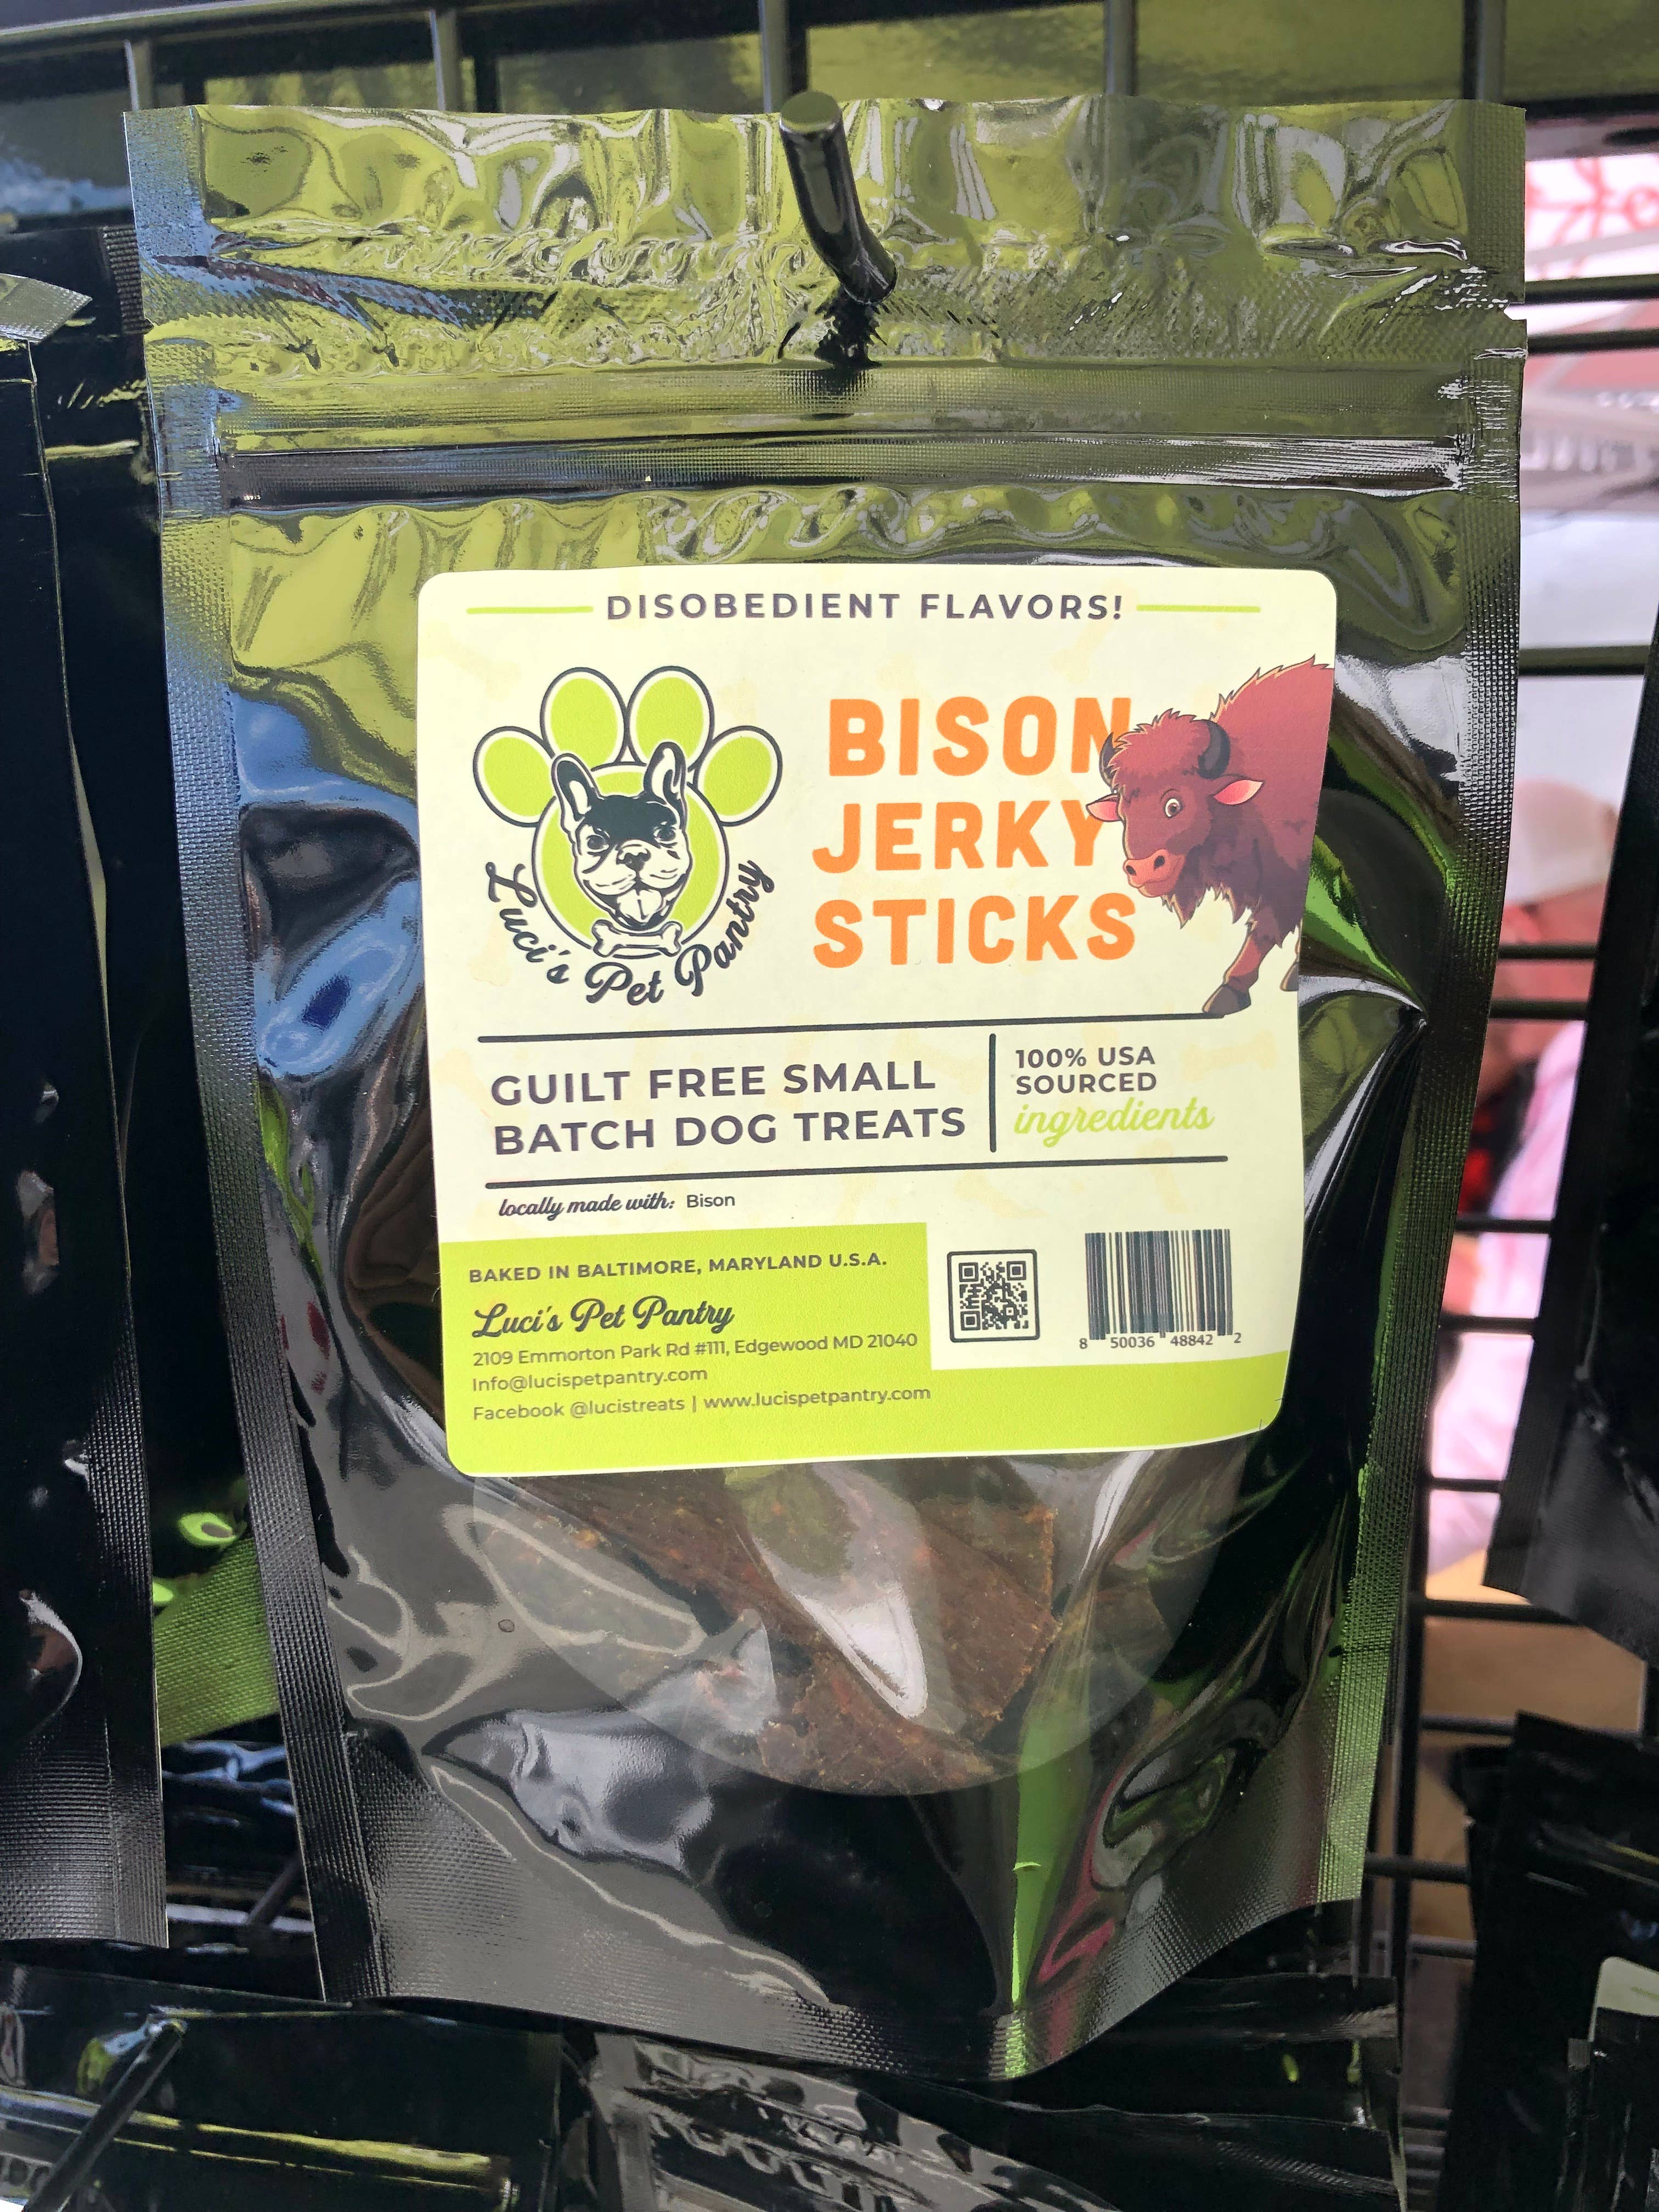 DISOBEDIENT FLAVORS!
Luci's Pet Pantry
BISON
JERKY
STICKS
GUILT FREE SMALL
BATCH DOG TREATS
100% USA
SOURCED
ingredients
locally made with: Bison
BAKED IN BALTIMORE, MARYLAND U.S.A.
Luci's Pet Pantry
2109 Emmorton Park Rd #111, Edgewood MD 21040
Info@lucispetpantry.com
Facebook @lucistreats | www.lucispetpantry.com
8 50036 48842 2